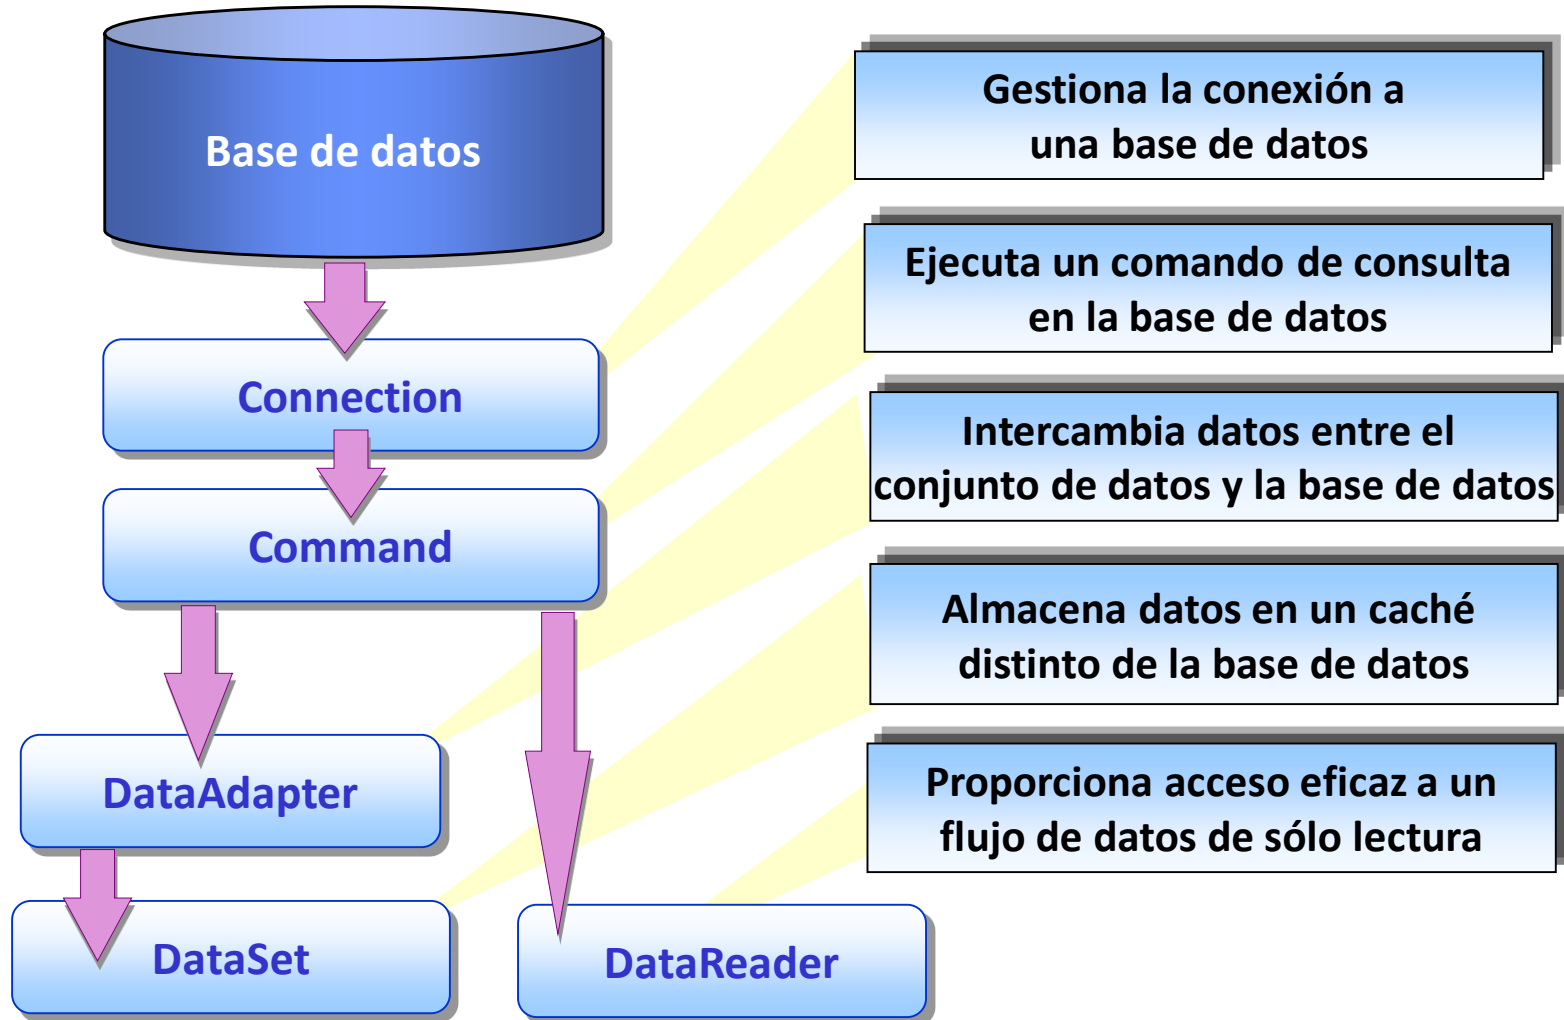 Base de datos
Gestiona la conexión a
una base de datos
Ejecuta un comando de consulta
en la base de datos
Connection
Intercambia datos entre el
conjunto de datos y la base de datos
Command
Almacena datos en un caché
distinto de la base de datos
DataAdapter
Proporciona acceso eficaz a un
flujo de datos de sólo lectura
DataSet
DataReader